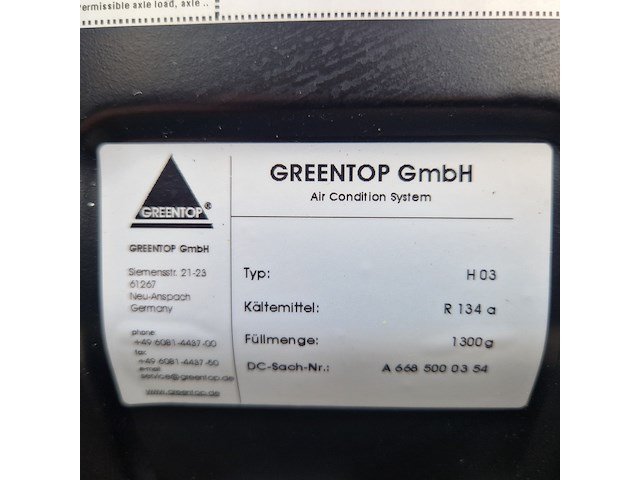 permissible axle load, axle ..
GREENTOP®
GREENTOP GmbH
Siemensstr. 21-23
61267
Neu-Anspach
Germany
phone:
+49 6081-4437-00
fax:
+49 6081-4437-60
e-mail:
service@greentop.de
www.greentop.de
GREENTOP GmbH
Air Condition System
Typ: H 03
Kältemittel: R 134 a
Füllmenge: 1300g
DC-Sach-Nr.: A 668 500 03 54